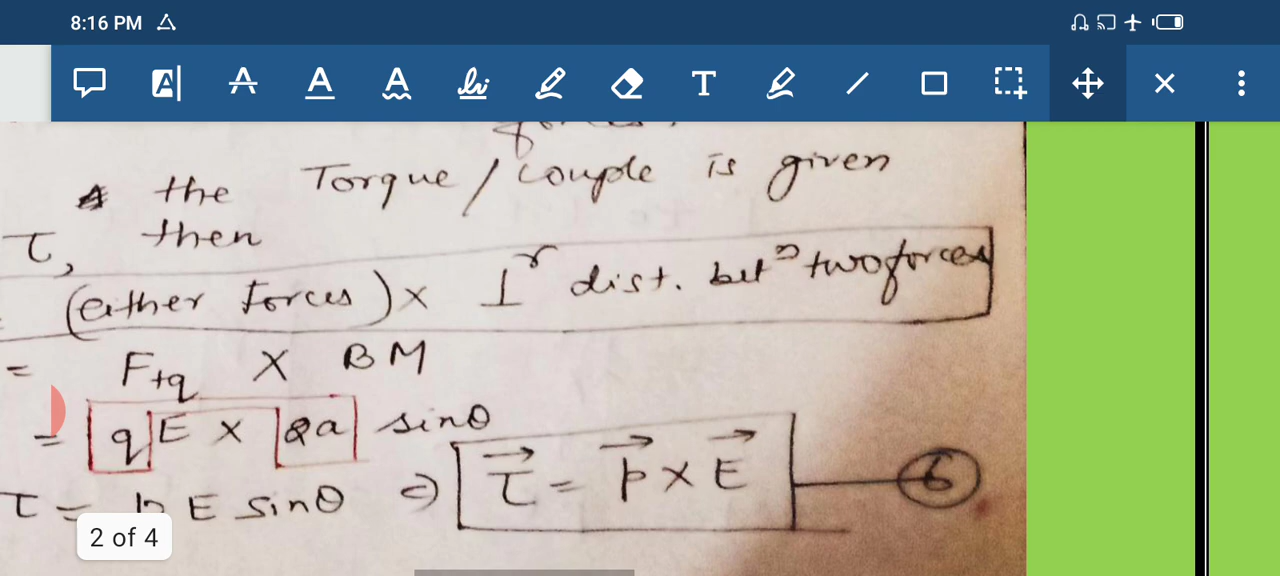 8:16 PM
T
forces.
the Torque / couple is given
τ, then
(either forces) × ⊥r dist. betn two forces
= F+q × BM
= qE × 2a sinθ
τ = pE sinθ ⇒ τ⃗ = p⃗ × E⃗ — 6
2 of 4